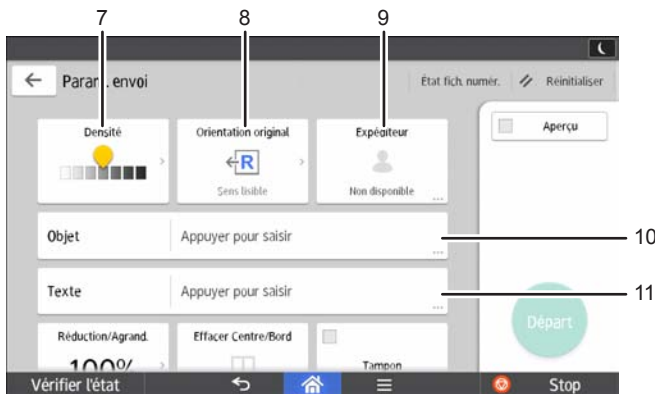 7 8 9
Param. envoi État fich. numér. Réinitialiser
Densité Orientation original Expéditeur Aperçu
R
Sens lisible Non disponible
Objet Appuyer pour saisir 10
Texte Appuyer pour saisir 11
Départ
Réduction/Agrand. Effacer Centre/Bord
100% Tampon
Vérifier l'état Stop